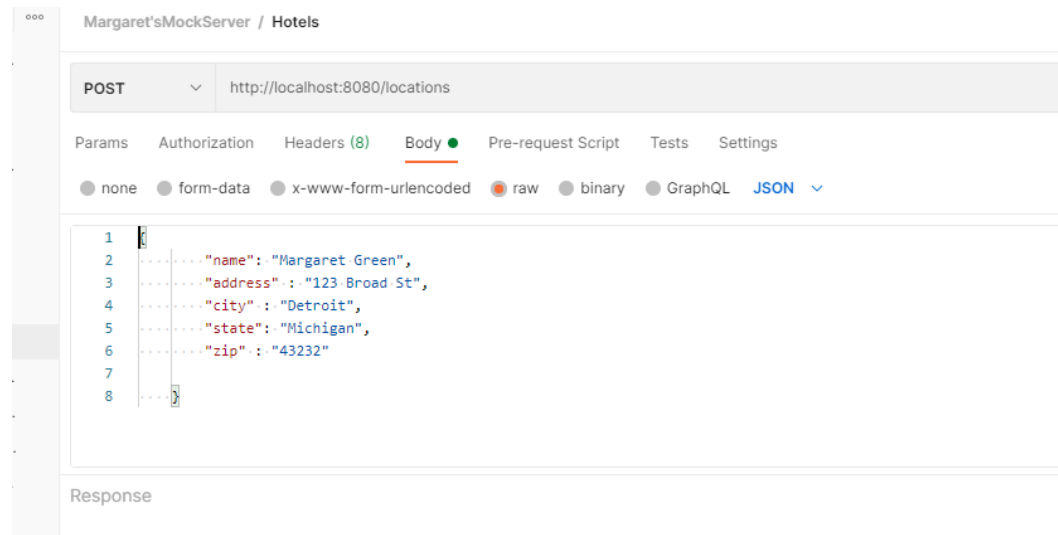 ooo
Margaret'sMockServer / Hotels
POST http://localhost:8080/locations
Params Authorization Headers (8) Body Pre-request Script Tests Settings
none form-data x-www-form-urlencoded raw binary GraphQL JSON
1 {
2 "name": "Margaret Green",
3 "address" : "123 Broad St",
4 "city" : "Detroit",
5 "state": "Michigan",
6 "zip" : "43232"
7
8 }
Response